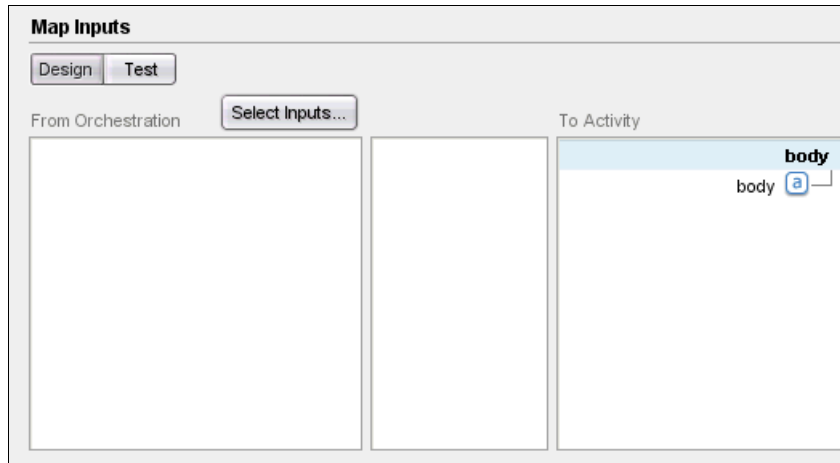 Map Inputs
Design Test
From Orchestration Select Inputs... To Activity
body
body a